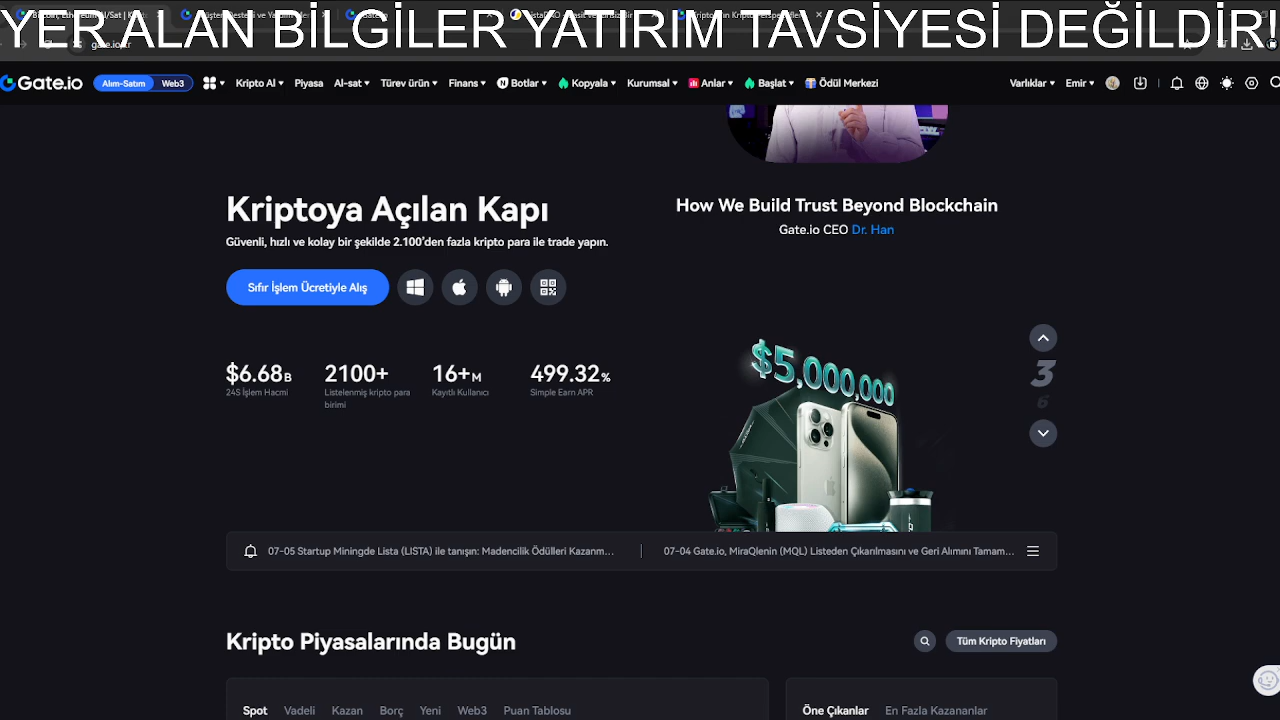 YER ALAN BİLGİLER YATIRIM TAVSİYESİ DEĞİLDİR!
gate.io/tr
Gate.io Alım-Satım Web3 Kripto Al Piyasa Al-sat Türev ürün Finans Botlar Kopyala Kurumsal Anlar Başlat Ödül Merkezi Varlıklar Emir
Kriptoya Açılan Kapı
Güvenli, hızlı ve kolay bir şekilde 2.100'den fazla kripto para ile trade yapın.
Sıfır İşlem Ücretiyle Alış
How We Build Trust Beyond Blockchain
Gate.io CEO Dr. Han
$6.68B 2100+ 16+M 499.32%
24S İşlem Hacmi Listelenmiş kripto para Kayıtlı Kullanıcı Simple Earn APR
birimi
$5,000,000
3
6
07-05 Startup Miningde Lista (LISTA) ile tanışın: Madencilik Ödülleri Kazanm... 07-04 Gate.io, MiraQlenin (MQL) Listeden Çıkarılmasını ve Geri Alımını Tamam...
Kripto Piyasalarında Bugün
Tüm Kripto Fiyatları
Spot Vadeli Kazan Borç Yeni Web3 Puan Tablosu Öne Çıkanlar En Fazla Kazananlar